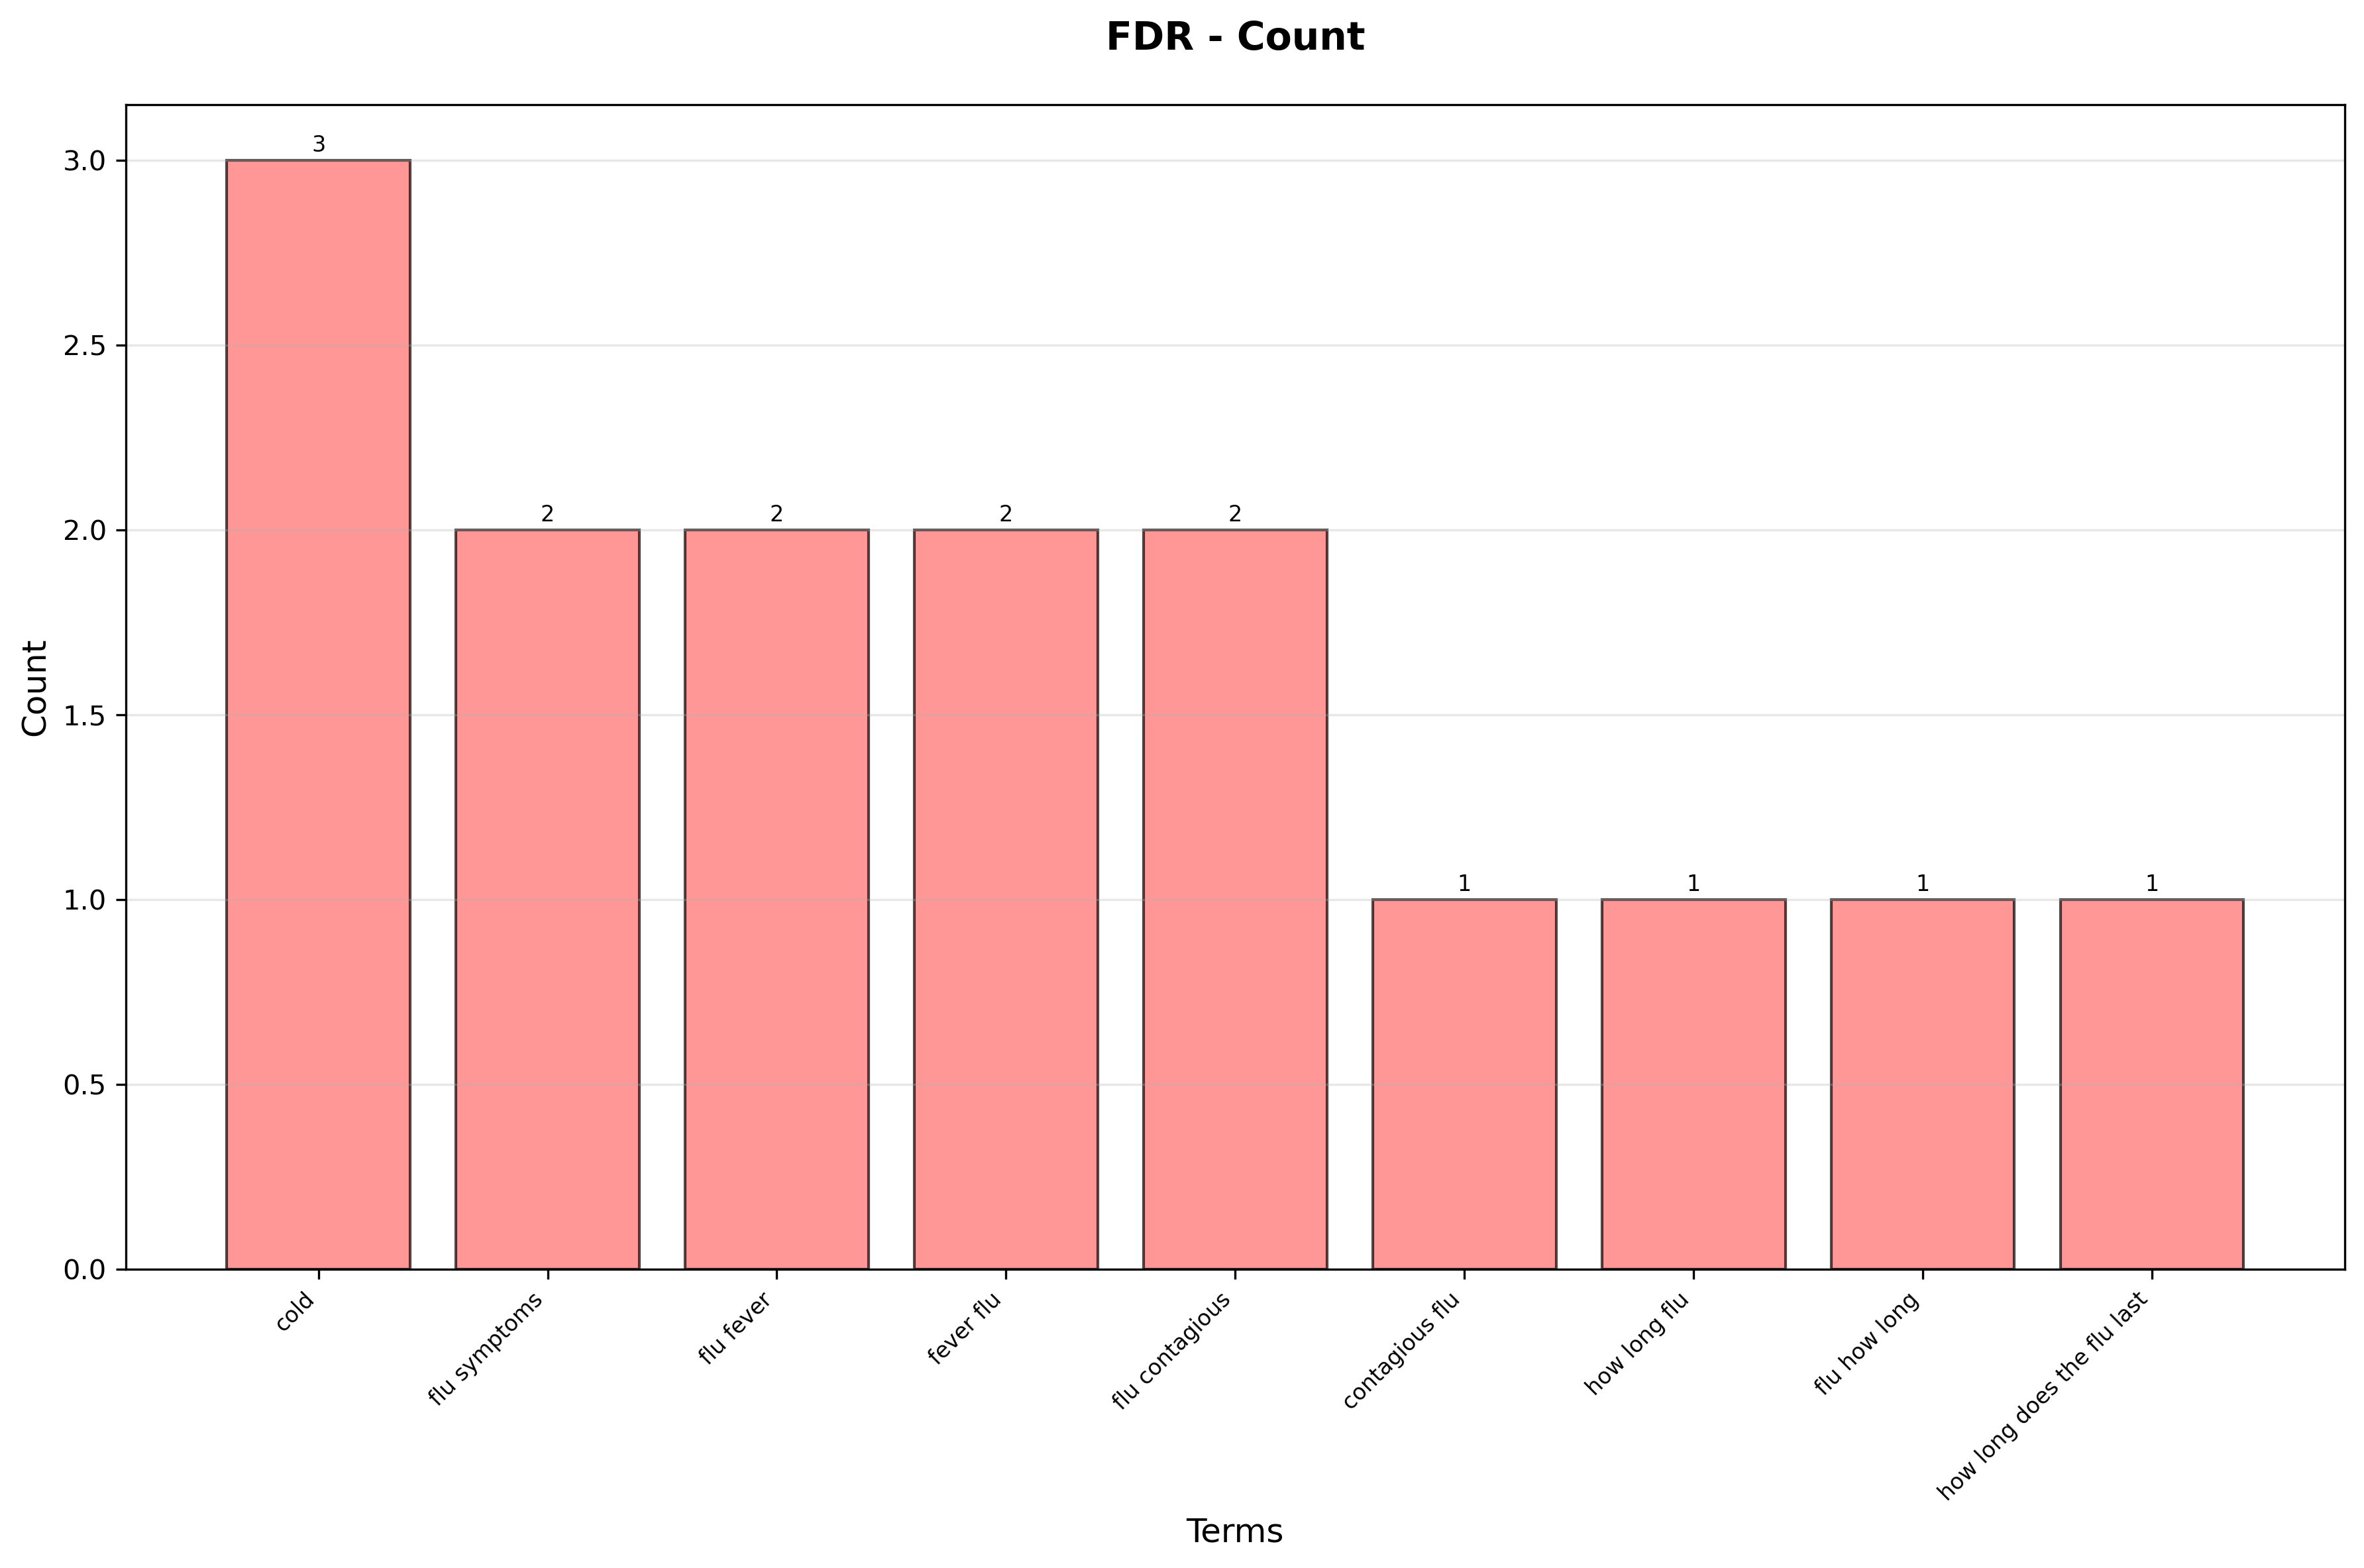 FDR - Count
Count
3.0
2.5
2.0
1.5
1.0
0.5
0.0
3
2
2
2
2
1
1
1
1
cold
flu symptoms
flu fever
fever flu
flu contagious
contagious flu
how long flu
flu how long
how long does the flu last
Terms